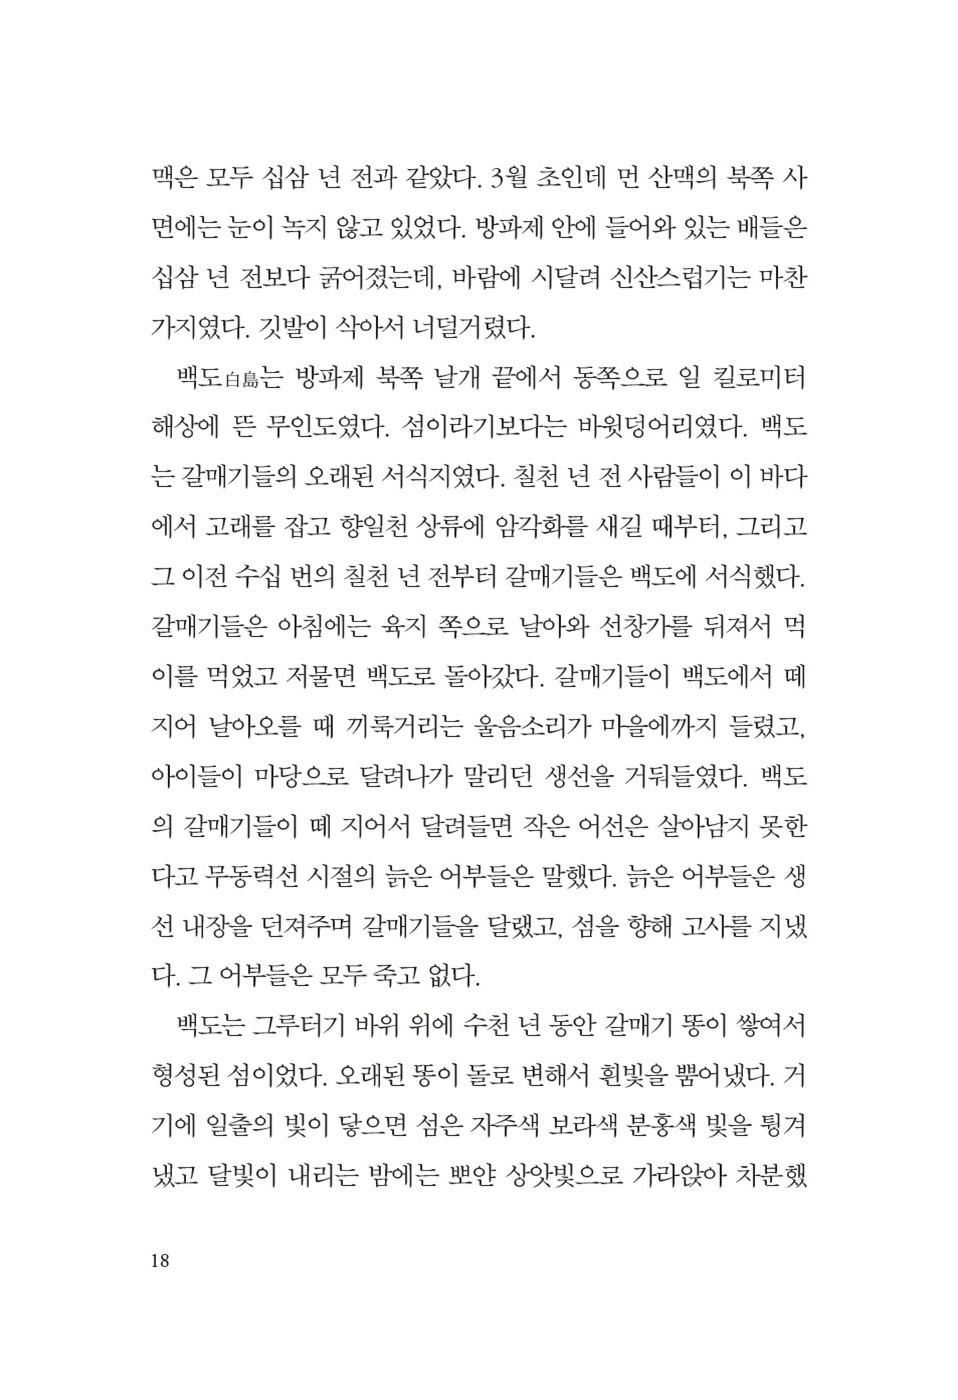 맥은 모두 십삼 년 전과 같았다. 3월 초인데 먼 산맥의 북쪽 사
면에는 눈이 녹지 않고 있었다. 방파제 안에 들어와 있는 배들은
십삼 년 전보다 굵어졌는데, 바람에 시달려 신산스럽기는 마찬
가지였다. 깃발이 삭아서 너덜거렸다.
백도白島는 방파제 북쪽 날개 끝에서 동쪽으로 일 킬로미터
해상에 뜬 무인도였다. 섬이라기보다는 바윗덩어리였다. 백도
는 갈매기들의 오래된 서식지였다. 칠천 년 전 사람들이 이 바다
에서 고래를 잡고 향일천 상류에 암각화를 새길 때부터, 그리고
그 이전 수십 번의 칠천 년 전부터 갈매기들은 백도에 서식했다.
갈매기들은 아침에는 육지 쪽으로 날아와 선창가를 뒤져서 먹
이를 먹었고 저물면 백도로 돌아갔다. 갈매기들이 백도에서 떼
지어 날아오를 때 끼룩거리는 울음소리가 마을에까지 들렸고,
아이들이 마당으로 달려나가 말리던 생선을 거둬들였다. 백도
의 갈매기들이 떼 지어서 달려들면 작은 어선은 살아남지 못한
다고 무동력선 시절의 늙은 어부들은 말했다. 늙은 어부들은 생
선 내장을 던져주며 갈매기들을 달랬고, 섬을 향해 고사를 지냈
다. 그 어부들은 모두 죽고 없다.
백도는 그루터기 바위 위에 수천 년 동안 갈매기 똥이 쌓여서
형성된 섬이었다. 오래된 똥이 돌로 변해서 흰빛을 뿜어냈다. 거
기에 일출의 빛이 닿으면 섬은 자주색 보라색 분홍색 빛을 튕겨
냈고 달빛이 내리는 밤에는 뽀얀 상앗빛으로 가라앉아 차분했
18